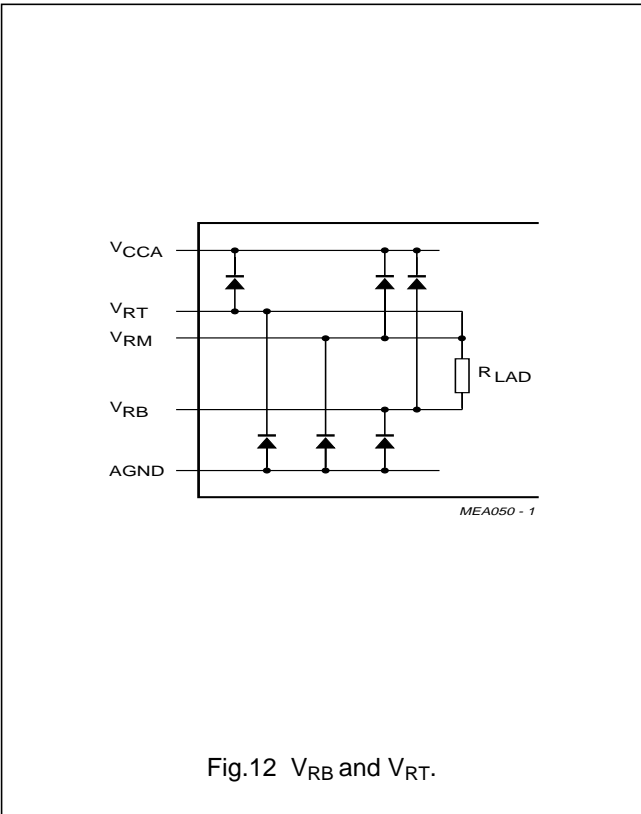 VCCA
VRT
VRM
RLAD
VRB
AGND
MEA050 - 1
Fig.12 VRB and VRT.